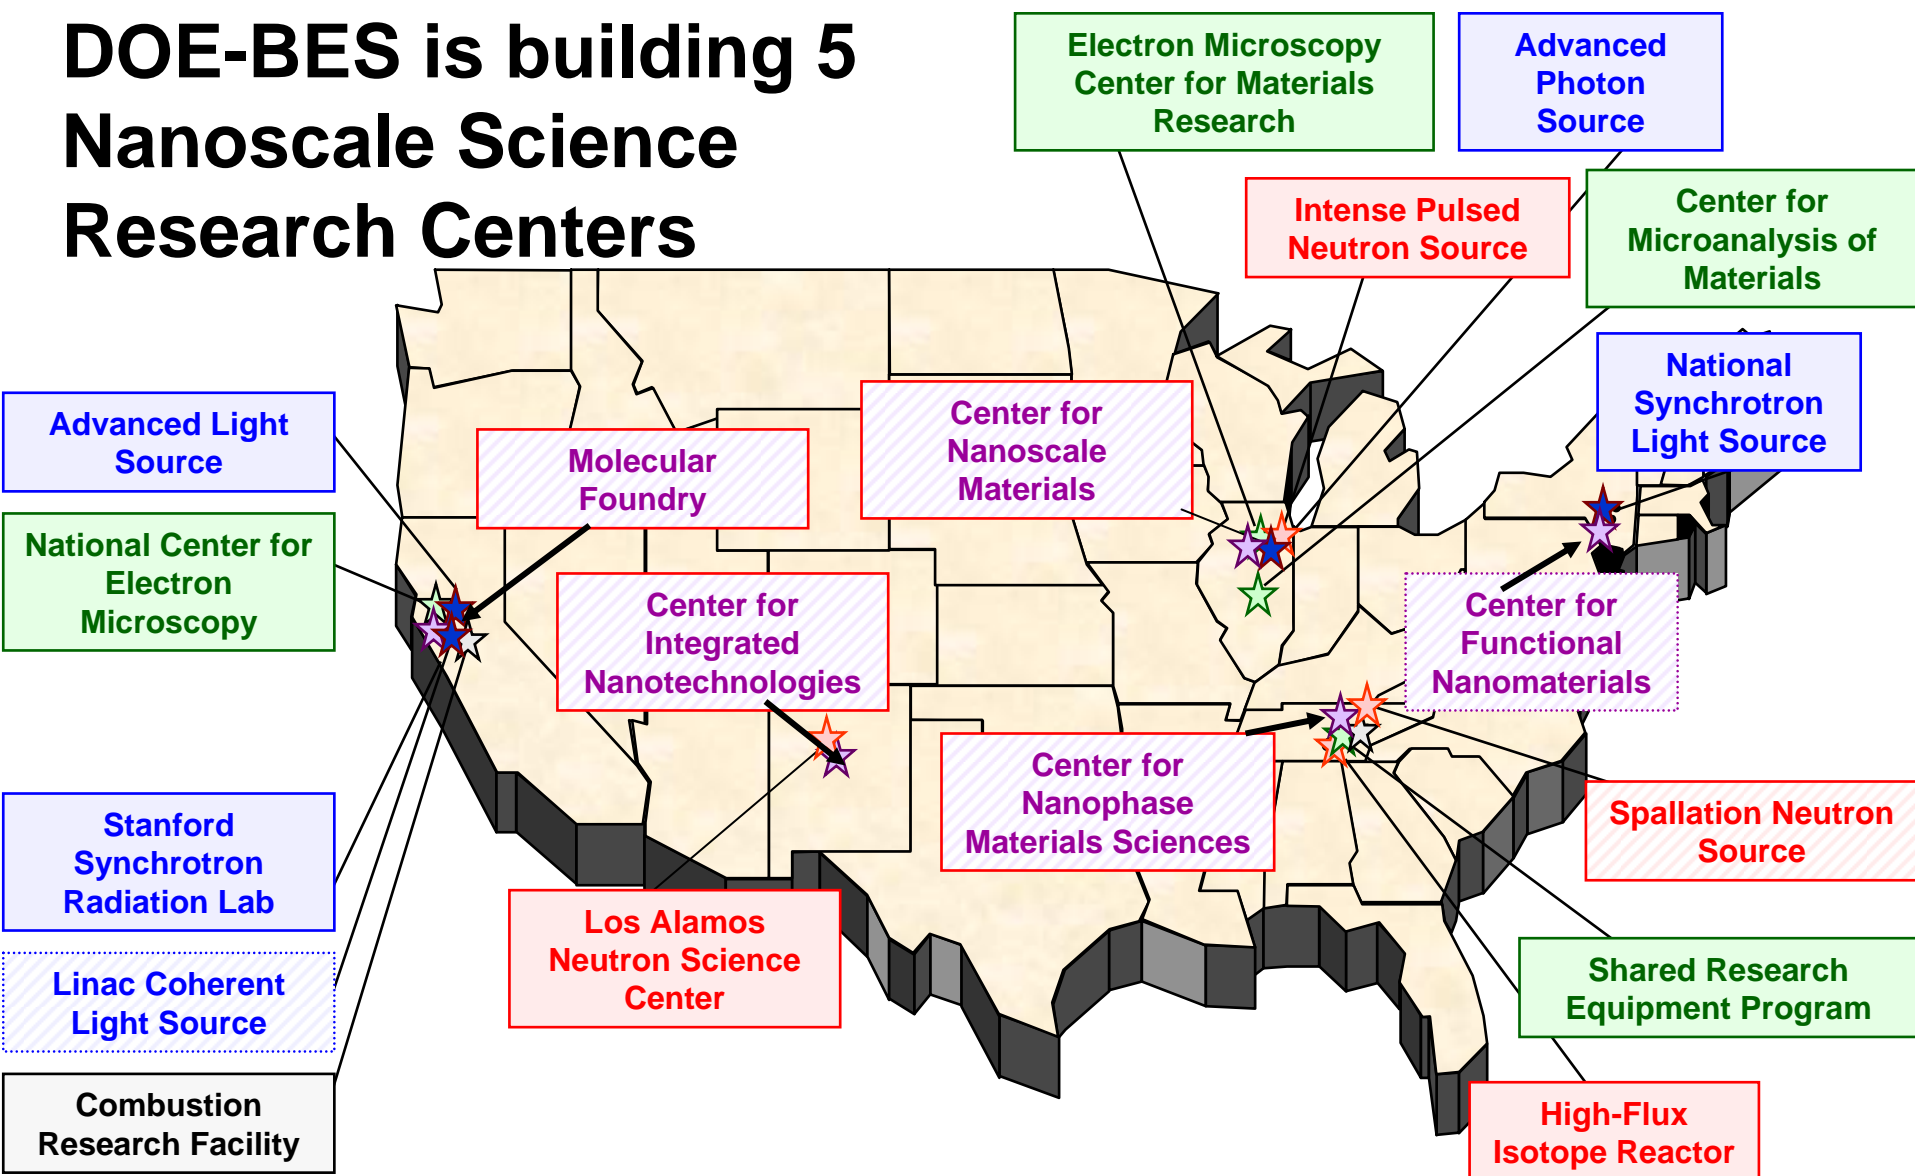 DOE-BES is building 5
Nanoscale Science
Research Centers
Electron Microscopy
Center for Materials
Research
Advanced
Photon
Source
Intense Pulsed
Neutron Source
Center for
Microanalysis of
Materials
National
Synchrotron
Light Source
Advanced Light
Source
Molecular
Foundry
Center for
Nanoscale
Materials
National Center for
Electron
Microscopy
Center for
Integrated
Nanotechnologies
Center for
Functional
Nanomaterials
Center for
Nanophase
Materials Sciences
Spallation Neutron
Source
Stanford
Synchrotron
Radiation Lab
Los Alamos
Neutron Science
Center
Shared Research
Equipment Program
Linac Coherent
Light Source
Combustion
Research Facility
High-Flux
Isotope Reactor